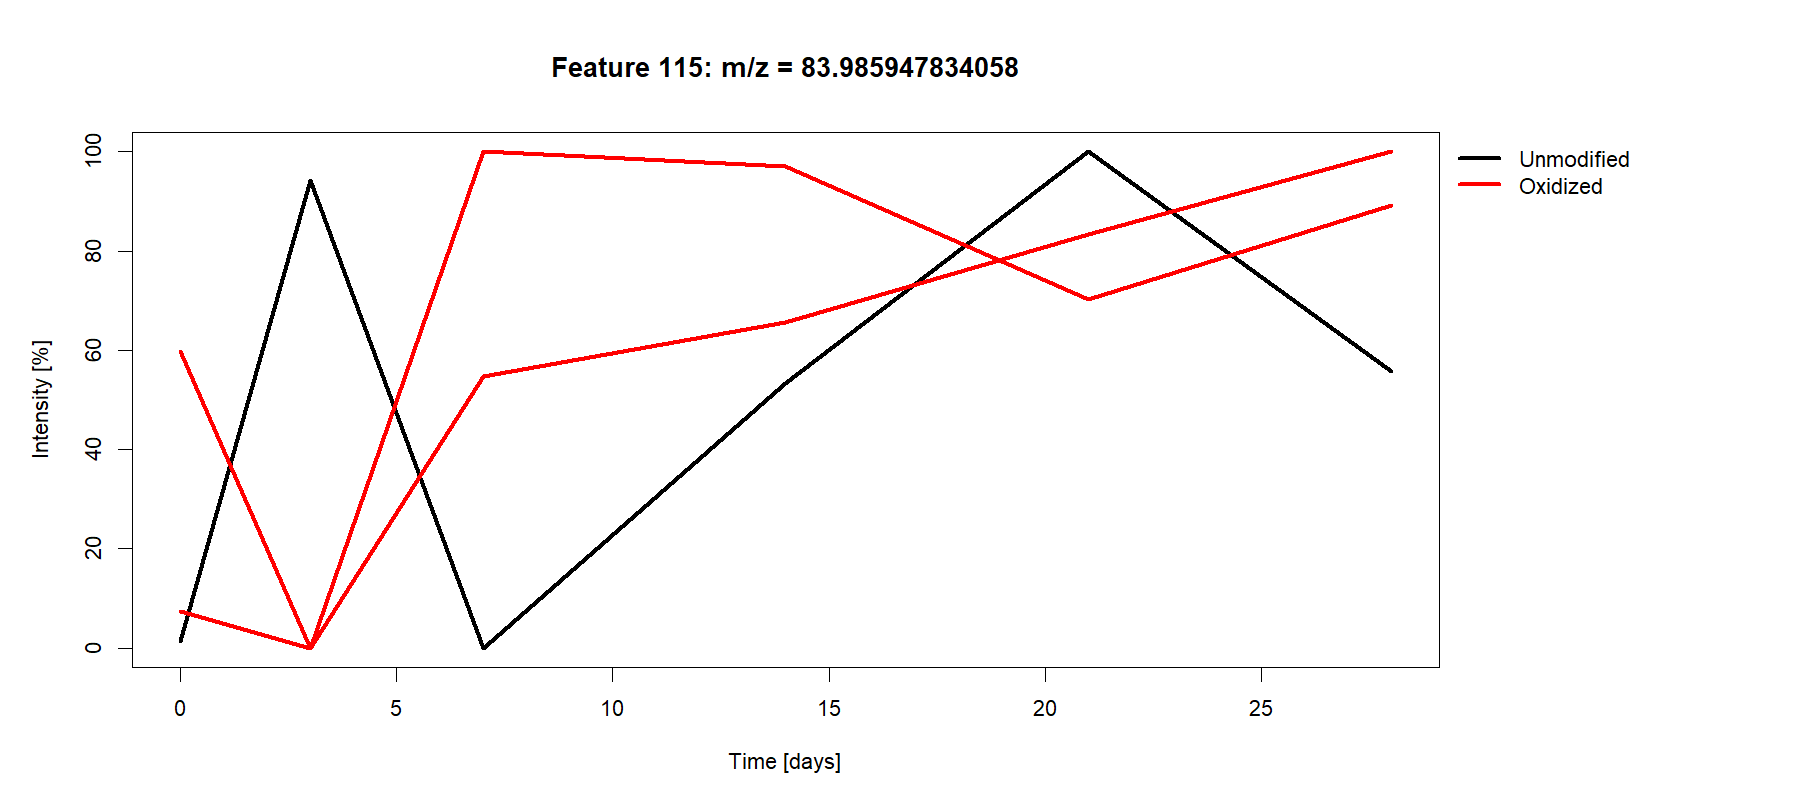 Feature 115: m/z = 83.985947834058
Unmodified
Oxidized
Intensity [%]
100
80
60
40
20
0
0 5 10 15 20 25
Time [days]